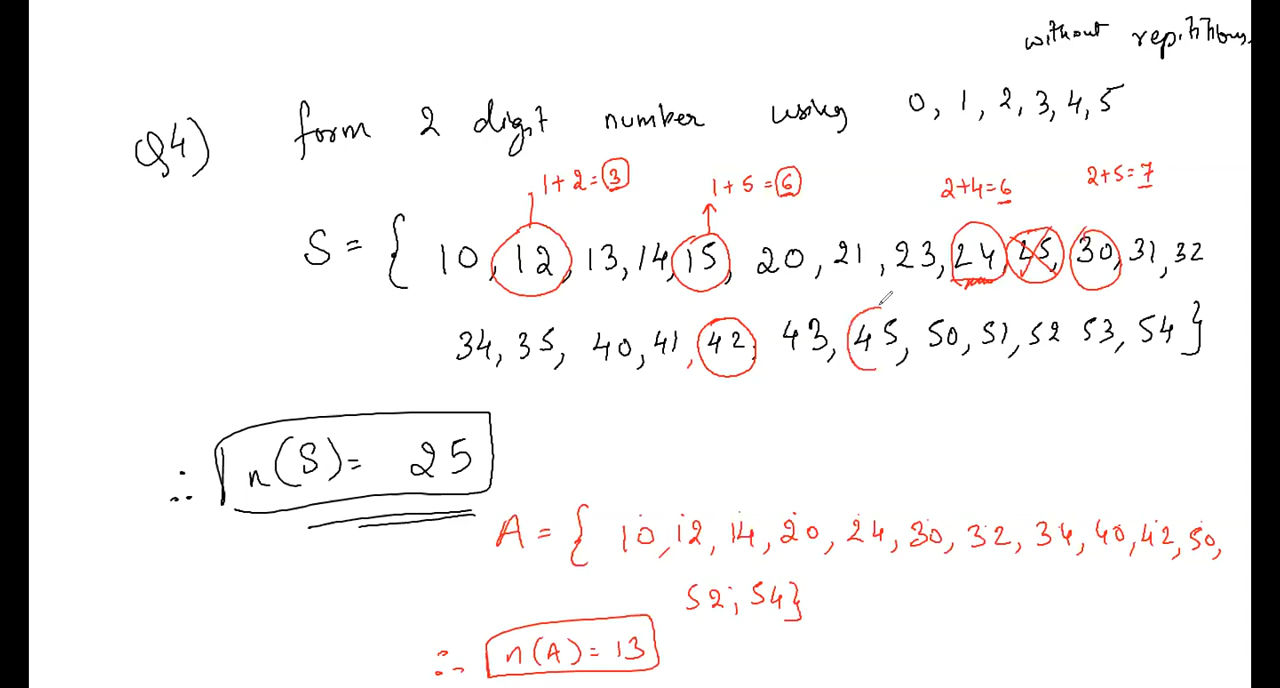 without repititions.
Q4) form 2 digit number using 0, 1, 2, 3, 4, 5
1+2=3 1+5=6 2+4=6 2+5=7
S = { 10, 12, 13, 14, 15, 20, 21, 23, 24, 25, 30, 31, 32
34, 35, 40, 41, 42, 43, 45, 50, 51, 52 53, 54 }
∴ n(S) = 25
A = { 10, 12, 14, 20, 24, 30, 32, 34, 40, 42, 50,
52, 54}
∴ n(A) = 13